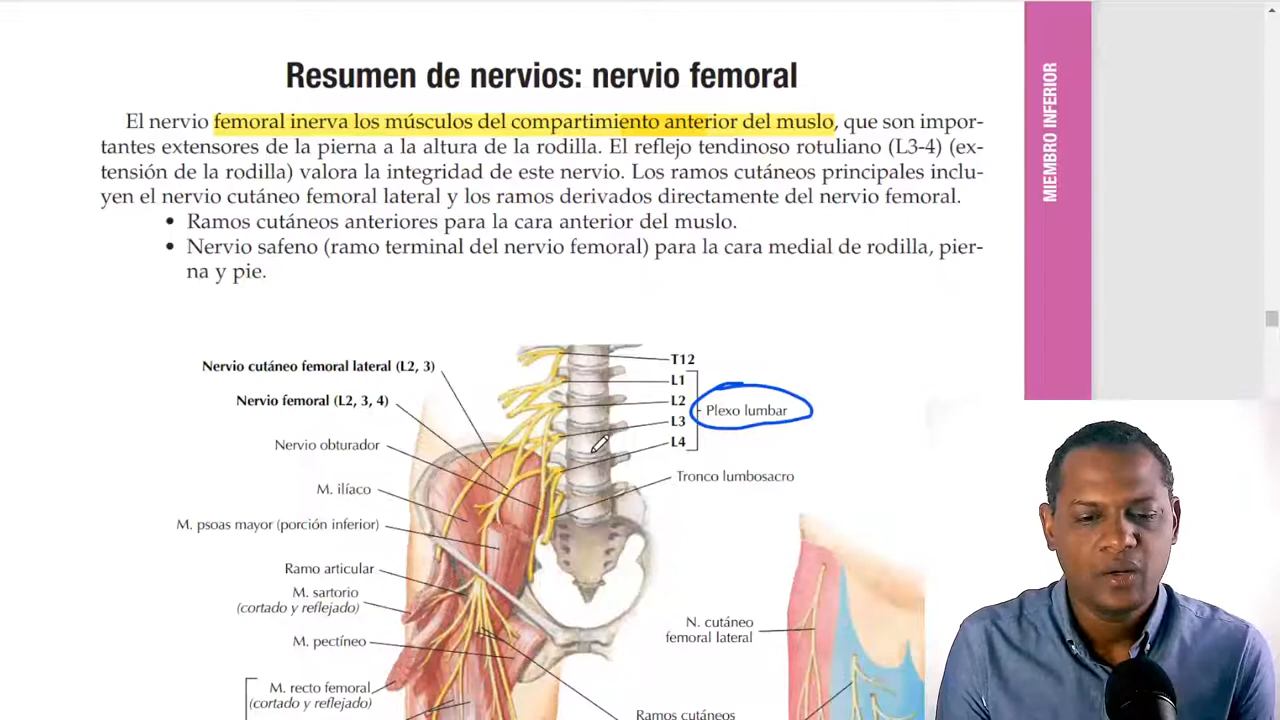 Resumen de nervios: nervio femoral
El nervio femoral inerva los músculos del compartimiento anterior del muslo, que son impor-
tantes extensores de la pierna a la altura de la rodilla. El reflejo tendinoso rotuliano (L3-4) (ex-
tensión de la rodilla) valora la integridad de este nervio. Los ramos cutáneos principales inclu-
yen el nervio cutáneo femoral lateral y los ramos derivados directamente del nervio femoral.
• Ramos cutáneos anteriores para la cara anterior del muslo.
• Nervio safeno (ramo terminal del nervio femoral) para la cara medial de rodilla, pier-
na y pie.
MIEMBRO INFERIOR
Nervio cutáneo femoral lateral (L2, 3)
Nervio femoral (L2, 3, 4)
Nervio obturador
M. ilíaco
M. psoas mayor (porción inferior)
Ramo articular
M. sartorio
(cortado y reflejado)
M. pectíneo
M. recto femoral
(cortado y reflejado)
T12
L1
L2
L3
L4
Plexo lumbar
Tronco lumbosacro
N. cutáneo
femoral lateral
Ramos cutáneos